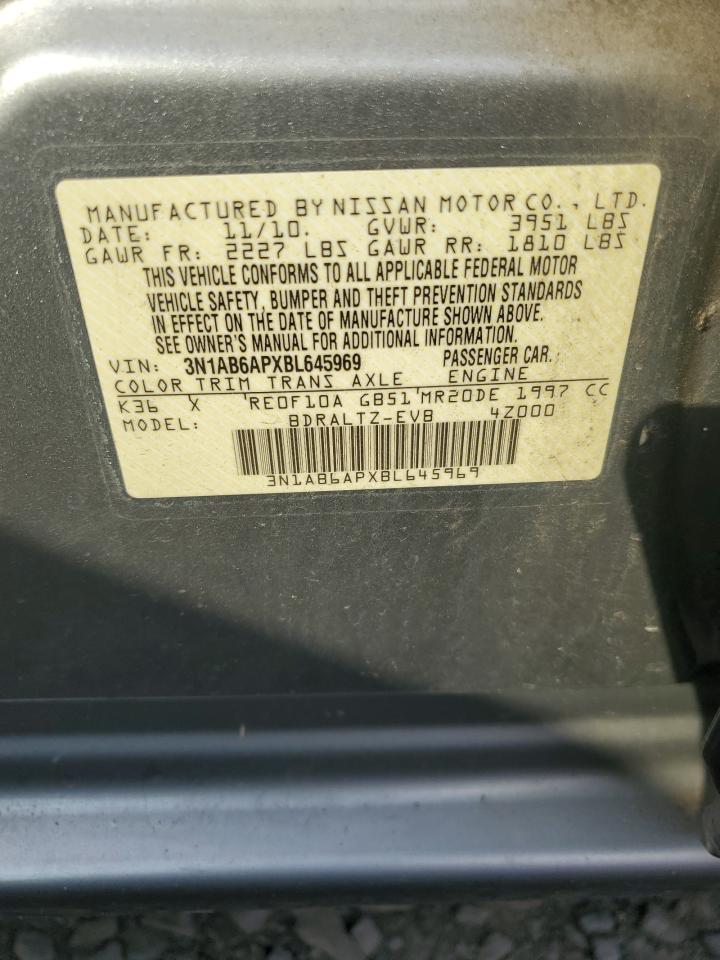 MANUFACTURED BY NISSAN MOTOR CO., LTD.
DATE: 11/10. GVWR: 3951 LBS
GAWR FR: 2227 LBS GAWR RR: 1810 LBS
THIS VEHICLE CONFORMS TO ALL APPLICABLE FEDERAL MOTOR
VEHICLE SAFETY, BUMPER AND THEFT PREVENTION STANDARDS
IN EFFECT ON THE DATE OF MANUFACTURE SHOWN ABOVE.
SEE OWNER'S MANUAL FOR ADDITIONAL INFORMATION.
VIN: 3N1AB6APXBL645969 PASSENGER CAR.
COLOR TRIM TRANS AXLE ENGINE
K36 X RE0F10A GB51 MR20DE 1997 CC
MODEL: BDRALTZ-EVB 4Z000
3N1AB6APXBL645969